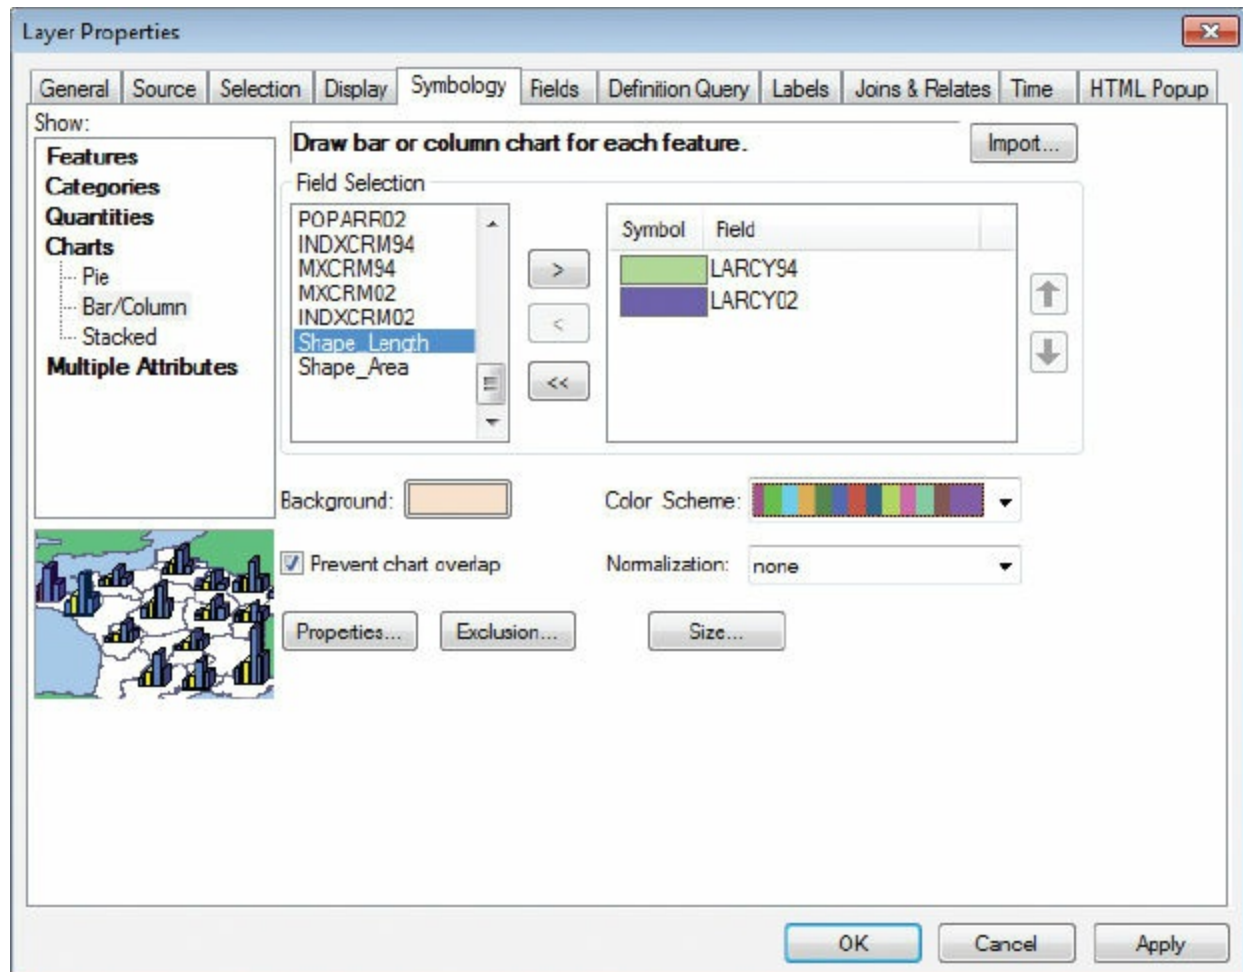 Layer Properties
General Source Selection Display Symbology Fields Definition Query Labels Joins & Relates Time HTML Popup
Show:
Features
Categories
Quantities
Charts
Pie
Bar/Column
Stacked
Multiple Attributes
Draw bar or column chart for each feature.
Import...
Field Selection
POPARR02
INDXCRM94
MXCRM94
MXCRM02
INDXCRM02
Shape_Length
Shape_Area
>
<
<<
Symbol Field
LARCY94
LARCY02
Background:
Color Scheme:
Prevent chart overlap
Normalization: none
Properties... Exclusion... Size...
OK Cancel Apply